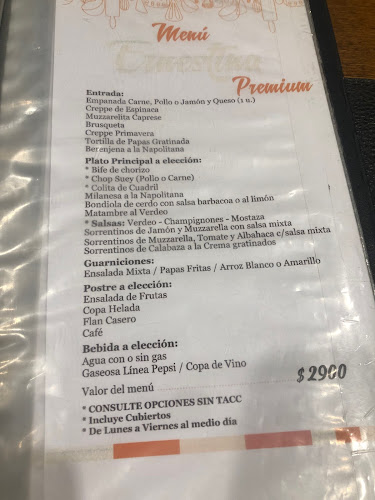 Menú
Ernestina
Premium
Entrada:
Empanada Carne, Pollo o Jamón y Queso (1 u.)
Creppe de Espinaca
Muzzarelita Caprese
Brusqueta
Creppe Primavera
Tortilla de Papas Gratinada
Berenjena a la Napolitana
Plato Principal a elección:
* Bife de chorizo
* Chop Suey (Pollo o Carne)
* Colita de Cuadril
Milanesa a la Napolitana
Bondiola de cerdo con salsa barbacoa o al limón
Matambre al Verdeo
* Salsas: Verdeo - Champignones - Mostaza
Sorrentinos de Jamón y Muzzarella con salsa mixta
Sorrentinos de Muzzarella, Tomate y Albahaca c/salsa mixta
Sorrentinos de Calabaza a la Crema gratinados
Guarniciones:
Ensalada Mixta / Papas Fritas / Arroz Blanco o Amarillo
Postre a elección:
Ensalada de Frutas
Copa Helada
Flan Casero
Café
Bebida a elección:
Agua con o sin gas
Gaseosa Línea Pepsi / Copa de Vino
Valor del menú $ 2900
* CONSULTE OPCIONES SIN TACC
* Incluye Cubiertos
* De Lunes a Viernes al medio día